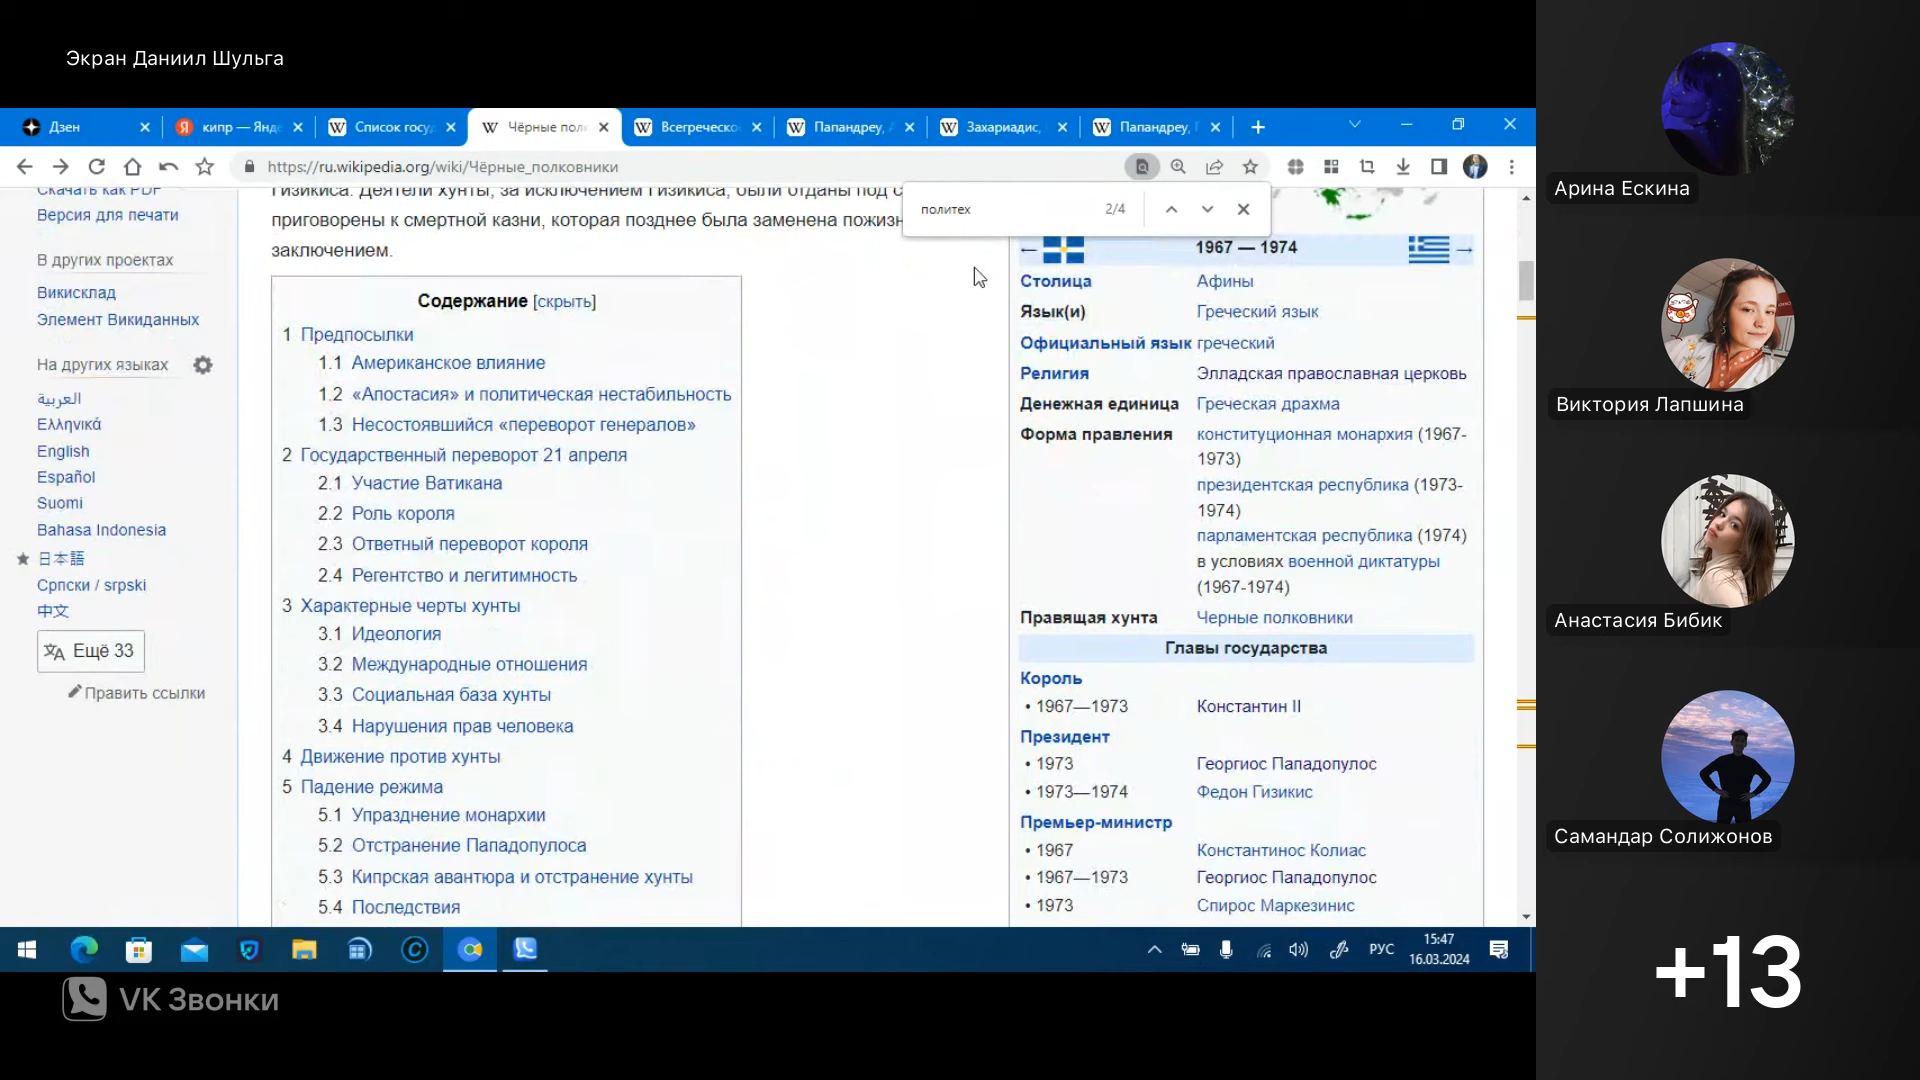 Экран Даниил Шульга
Дзен
кипр — Янд
Список госу
Чёрные пол
Всегреческо
Папандреу,
Захариадис,
Папандреу,
https://ru.wikipedia.org/wiki/Чёрные_полковники
Скачать как PDF
Версия для печати
В других проектах
Викисклад
Элемент Викиданных
На других языках
العربية
Ελληνικά
English
Español
Suomi
Bahasa Indonesia
日本語
Српски / srpski
中文
Ещё 33
Править ссылки
Гизикиса. Деятели хунты, за исключением Гизикиса, были отданы под с
приговорены к смертной казни, которая позднее была заменена пожизн
заключением.
политех 2/4
Содержание [скрыть]
1 Предпосылки
1.1 Американское влияние
1.2 «Апостасия» и политическая нестабильность
1.3 Несостоявшийся «переворот генералов»
2 Государственный переворот 21 апреля
2.1 Участие Ватикана
2.2 Роль короля
2.3 Ответный переворот короля
2.4 Регентство и легитимность
3 Характерные черты хунты
3.1 Идеология
3.2 Международные отношения
3.3 Социальная база хунты
3.4 Нарушения прав человека
4 Движение против хунты
5 Падение режима
5.1 Упразднение монархии
5.2 Отстранение Пападопулоса
5.3 Кипрская авантюра и отстранение хунты
5.4 Последствия
← 1967 — 1974 →
Столица Афины
Язык(и) Греческий язык
Официальный язык греческий
Религия Элладская православная церковь
Денежная единица Греческая драхма
Форма правления конституционная монархия (1967-
1973)
президентская республика (1973-
1974)
парламентская республика (1974)
в условиях военной диктатуры
(1967-1974)
Правящая хунта Черные полковники
Главы государства
Король
• 1967—1973 Константин II
Президент
• 1973 Георгиос Пападопулос
• 1973—1974 Федон Гизикис
Премьер-министр
• 1967 Константинос Колиас
• 1967—1973 Георгиос Пападопулос
• 1973 Спирос Маркезинис
РУС
15:47
16.03.2024
VK Звонки
Арина Ескина
Виктория Лапшина
Анастасия Бибик
Самандар Солижонов
+13